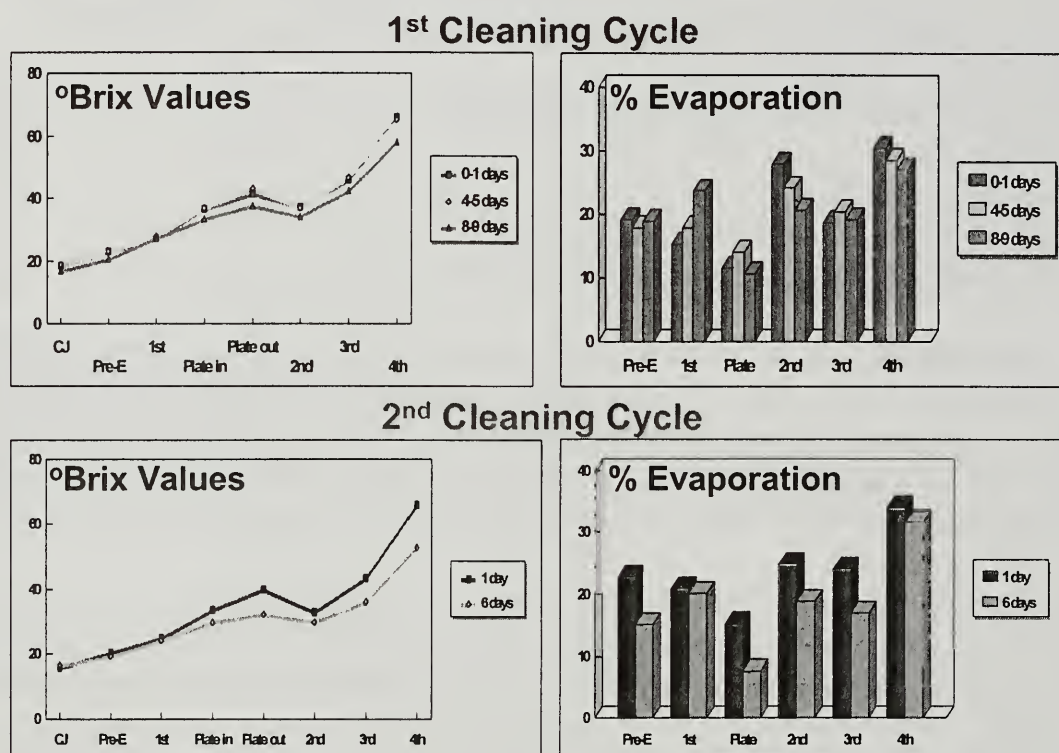 1st Cleaning Cycle
80
60
40
20
0
°Brix Values
CJ
Pre-E
1st
Plate in
Plate out
2nd
3rd
4th
0-1 days
4-5 days
8-9 days
40
30
20
10
0
% Evaporation
Pre-E
1st
Plate
2nd
3rd
4th
0-1 days
4-5 days
8-9 days
2nd Cleaning Cycle
80
60
40
20
0
°Brix Values
CJ
Pre-E
1st
Plate in
Plate out
2nd
3rd
4th
1 day
6 days
40
30
20
10
0
% Evaporation
Pre-E
1st
Plate
2nd
3rd
4th
1 day
6 days